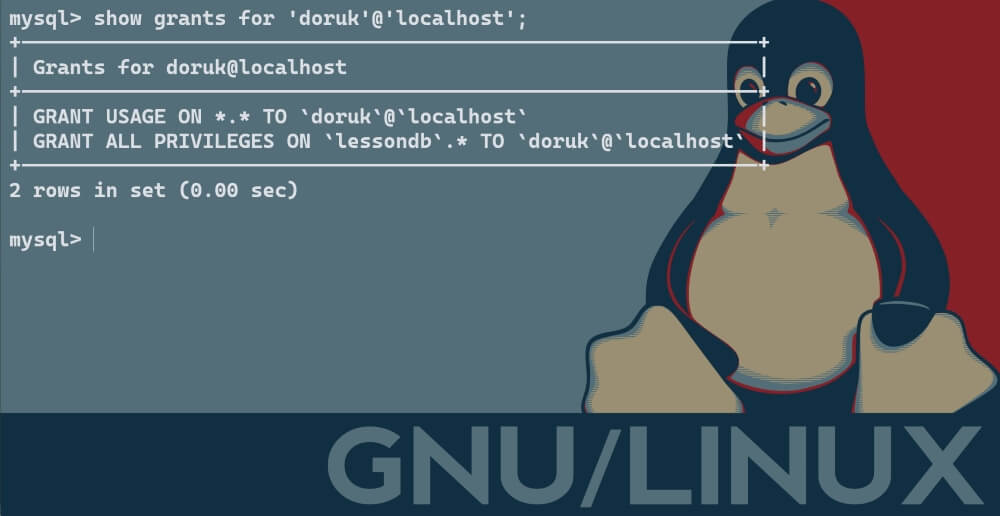 mysql> show grants for 'doruk'@'localhost';
+------------------------------------------------------------+
| Grants for doruk@localhost                                 |
+------------------------------------------------------------+
| GRANT USAGE ON *.* TO `doruk`@`localhost`                  |
| GRANT ALL PRIVILEGES ON `lessondb`.* TO `doruk`@`localhost` |
+------------------------------------------------------------+
2 rows in set (0.00 sec)
mysql>
GNU/LINUX